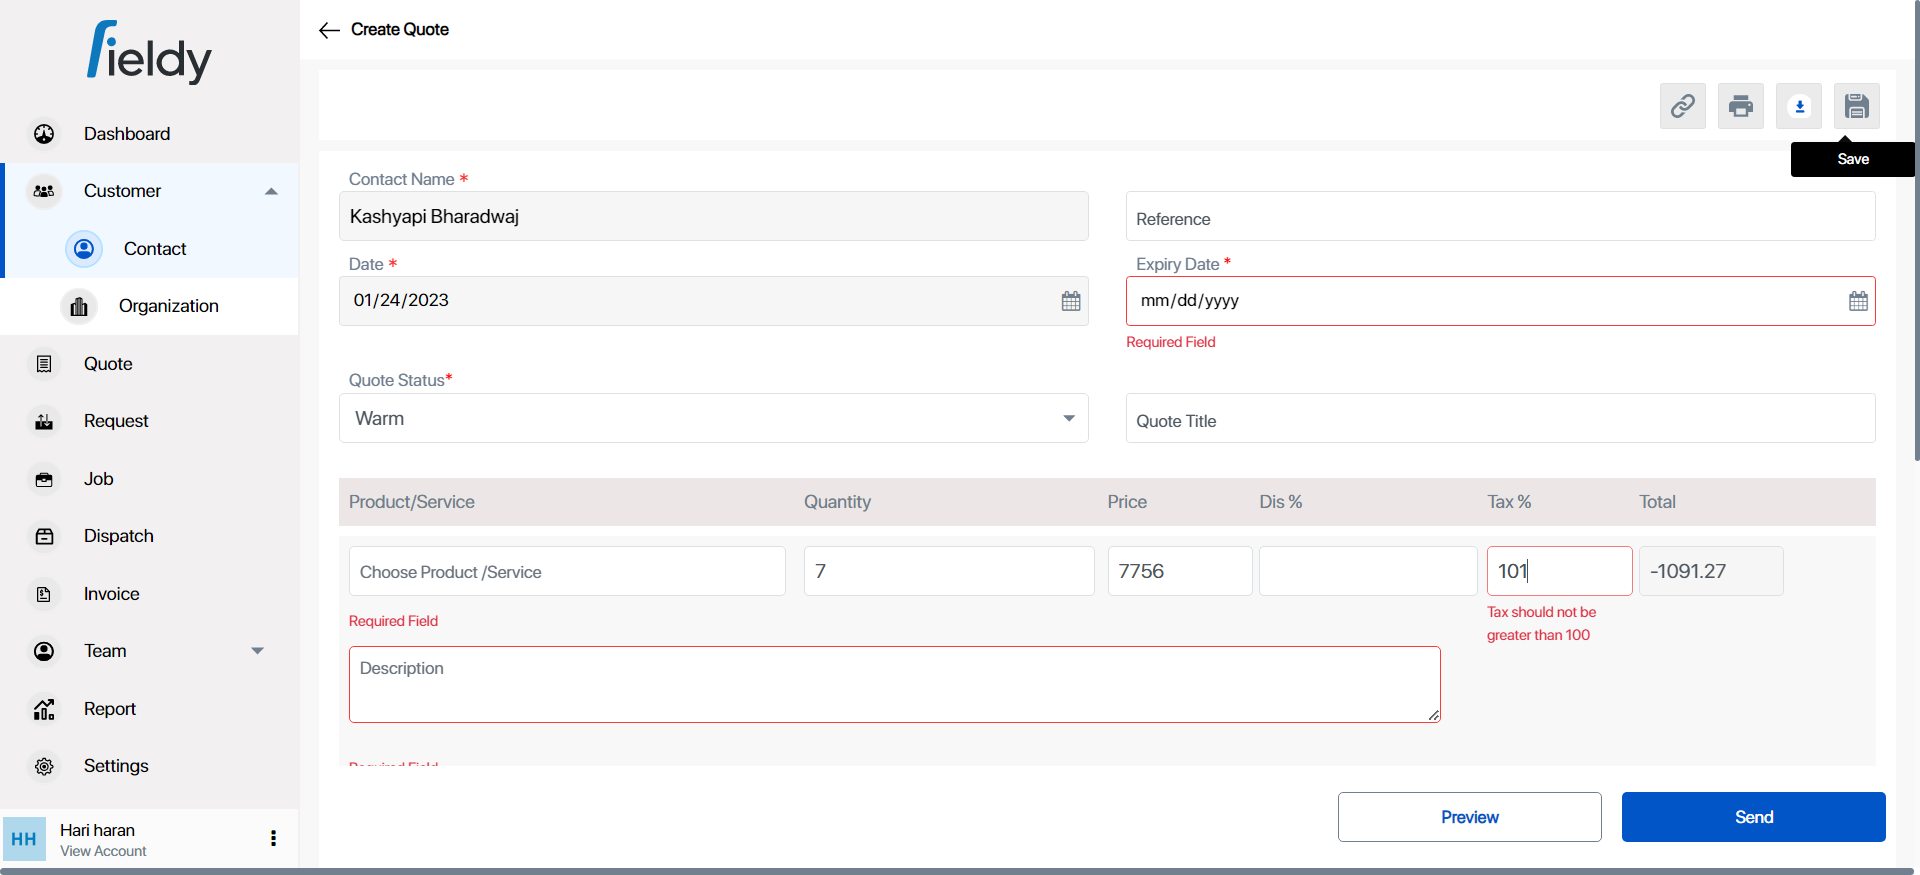 fieldy
Create Quote
Dashboard
Customer
Contact
Organization
Quote
Request
Job
Dispatch
Invoice
Team
Report
Settings
HH
Hari haran
View Account
Save
Contact Name *
Kashyapi Bharadwaj
Reference
Date *
01/24/2023
Expiry Date *
mm/dd/yyyy
Required Field
Quote Status*
Warm
Quote Title
Product/Service Quantity Price Dis % Tax % Total
Choose Product /Service 7 7756 101 -1091.27
Required Field
Tax should not be
greater than 100
Description
Required Field
Preview
Send